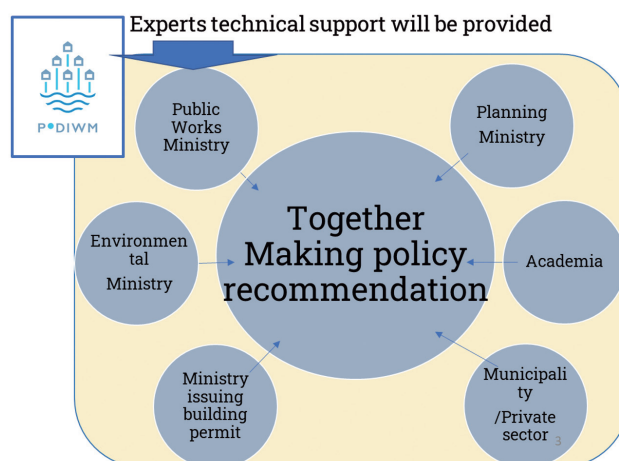 Experts technical support will be provided
PODIWM
Public
Works
Ministry
Planning
Ministry
Together
Making policy
recommendation
Environmen
tal
Ministry
Academia
Ministry
issuing
building
permit
Municipali
ty
/Private
sector
3